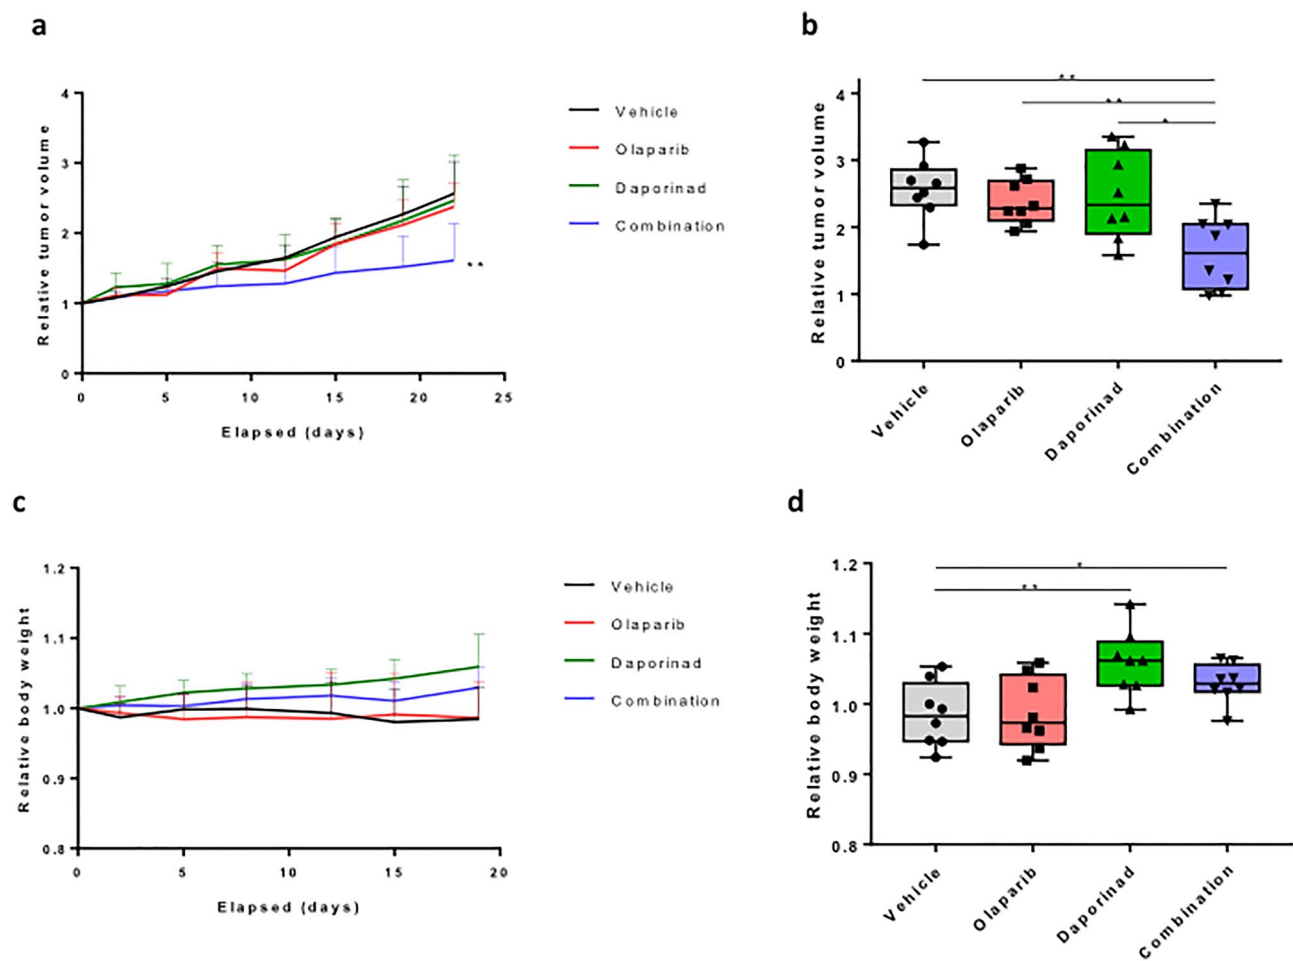 a
Relative tumor volume
4
3
2
1
0
0 5 10 15 20 25
Elapsed (days)
**
Vehicle
Olaparib
Daporinad
Combination
b
Relative tumor volume
4
3
2
1
0
**
**
*
Vehicle
Olaparib
Daporinad
Combination
c
Relative body weight
1.2
1.1
1.0
0.9
0.8
0 5 10 15 20
Elapsed (days)
Vehicle
Olaparib
Daporinad
Combination
d
Relative body weight
1.2
1.1
1.0
0.9
0.8
*
**
Vehicle
Olaparib
Daporinad
Combination